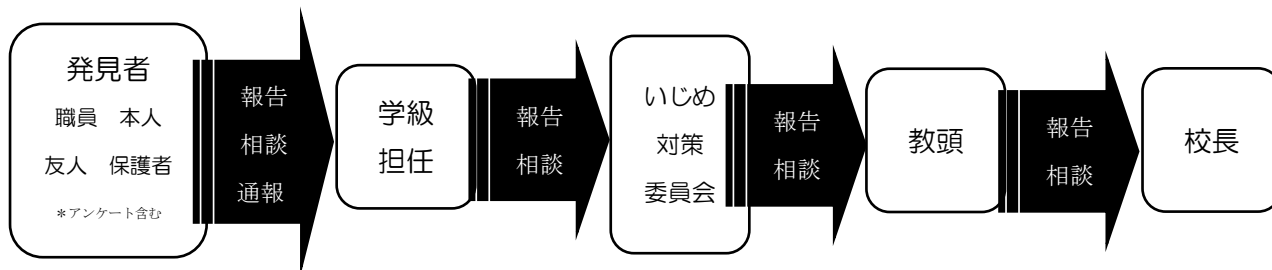 発見者
職員　本人
友人　保護者
＊アンケート含む
報告
相談
通報
学級
担任
報告
相談
いじめ
対策
委員会
報告
相談
教頭
報告
相談
校長